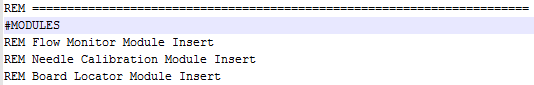 REM =======================================================================
#MODULES
REM Flow Monitor Module Insert
REM Needle Calibration Module Insert
REM Board Locator Module Insert